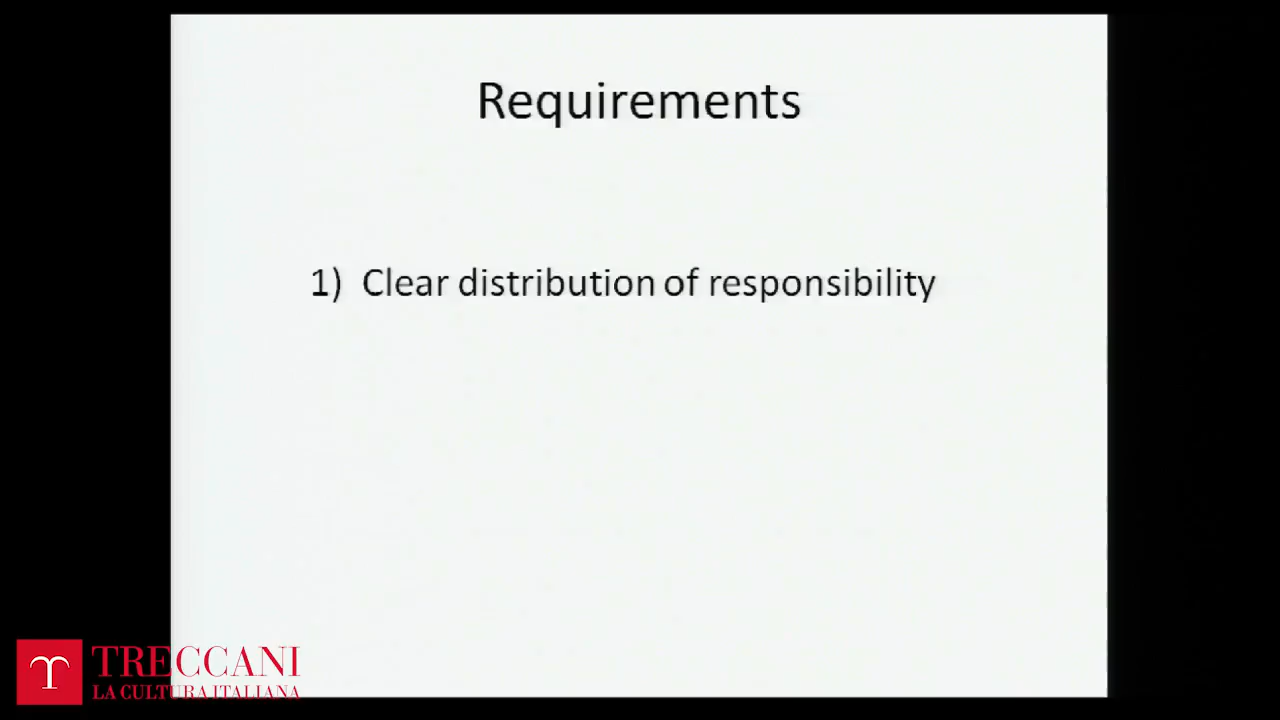 Requirements
1) Clear distribution of responsibility
TRECCANI
LA CULTURA ITALIANA